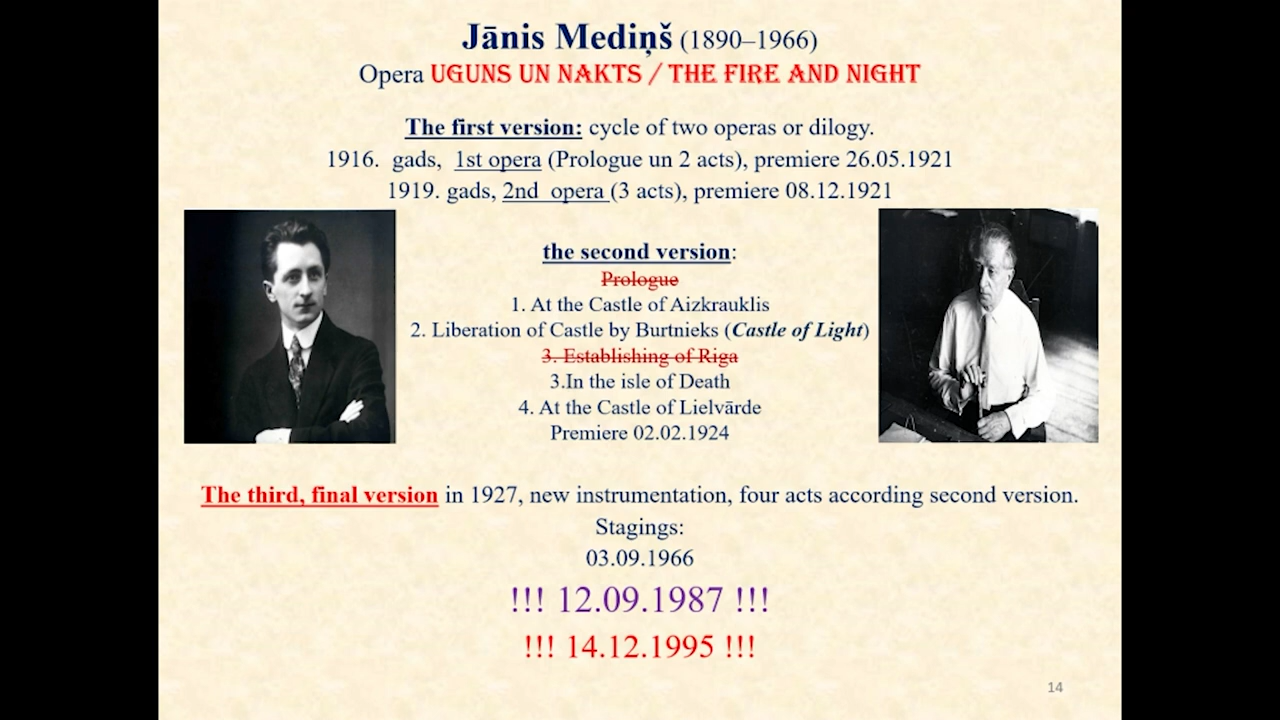 Jānis Mediņš (1890–1966)
Opera UGUNS UN NAKTS / THE FIRE AND NIGHT
The first version: cycle of two operas or dilogy.
1916. gads, 1st opera (Prologue un 2 acts), premiere 26.05.1921
1919. gads, 2nd opera (3 acts), premiere 08.12.1921
the second version:
Prologue
1. At the Castle of Aizkrauklis
2. Liberation of Castle by Burtnieks (Castle of Light)
3. Establishing of Riga
3.In the isle of Death
4. At the Castle of Lielvārde
Premiere 02.02.1924
The third, final version in 1927, new instrumentation, four acts according second version.
Stagings:
03.09.1966
!!! 12.09.1987 !!!
!!! 14.12.1995 !!!
14